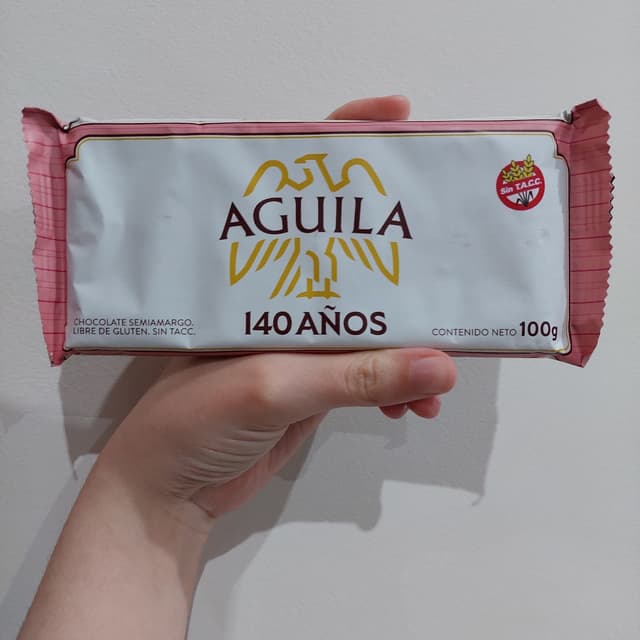 AGUILA
140 AÑOS
Sin T.A.C.C.
CHOCOLATE SEMIAMARGO.
LIBRE DE GLUTEN. SIN TACC.
CONTENIDO NETO 100g